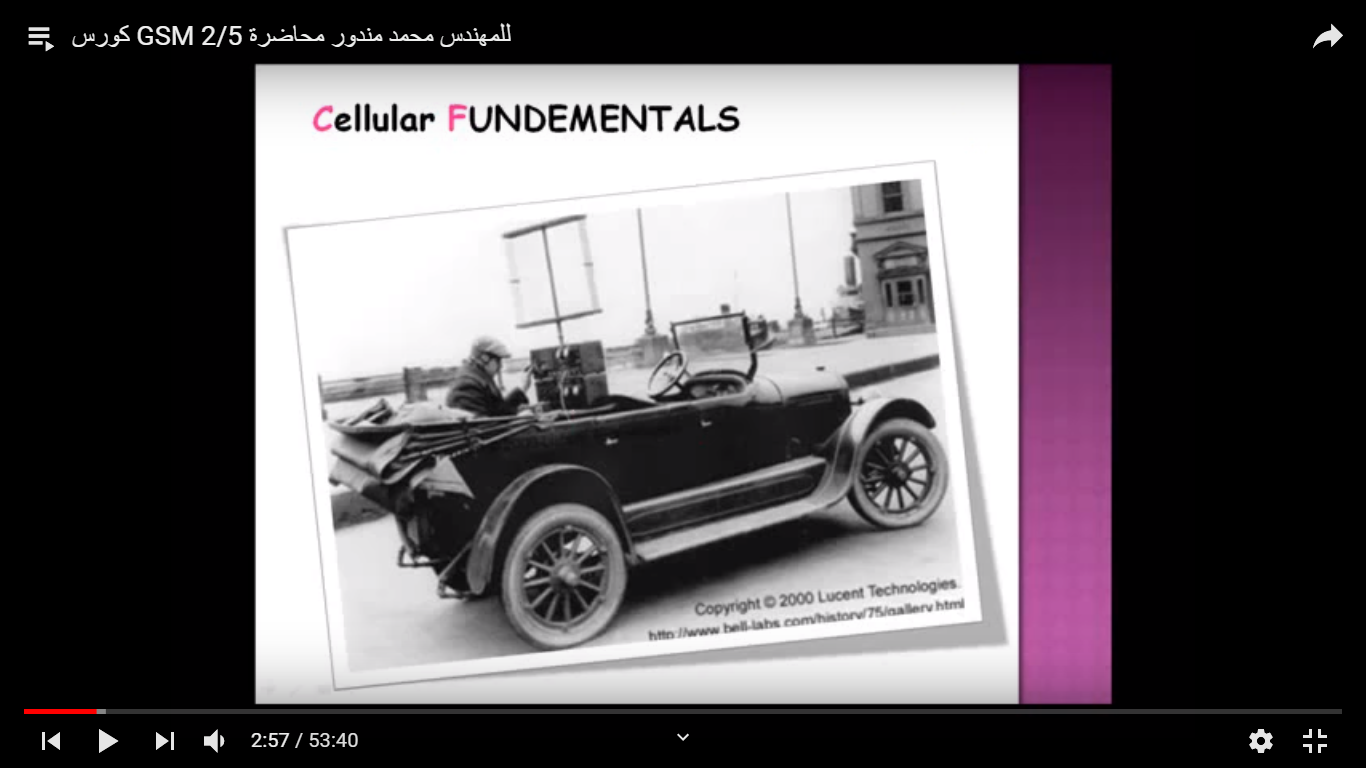 كورس GSM 2/5 للمهندس محمد مندور محاضرة
Cellular FUNDEMENTALS
Copyright © 2000 Lucent Technologies.
http://www.bell-labs.com/history/75/gallery.html
2:57 / 53:40